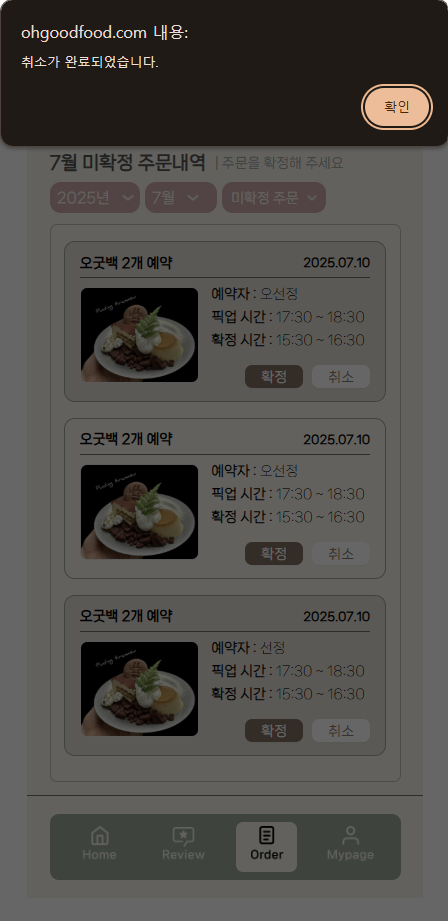 ohgoodfood.com 내용:
취소가 완료되었습니다.
확인
7월 미확정 주문내역 | 주문을 확정해 주세요
2025년 7월 미확정 주문
오굿백 2개 예약 2025.07.10
예약자 : 오선정
픽업 시간 : 17:30 ~ 18:30
확정 시간 : 15:30 ~ 16:30
확정 취소
오굿백 2개 예약 2025.07.10
예약자 : 오선정
픽업 시간 : 17:30 ~ 18:30
확정 시간 : 15:30 ~ 16:30
확정 취소
오굿백 2개 예약 2025.07.10
예약자 : 선정
픽업 시간 : 17:30 ~ 18:30
확정 시간 : 15:30 ~ 16:30
확정 취소
Home Review Order Mypage